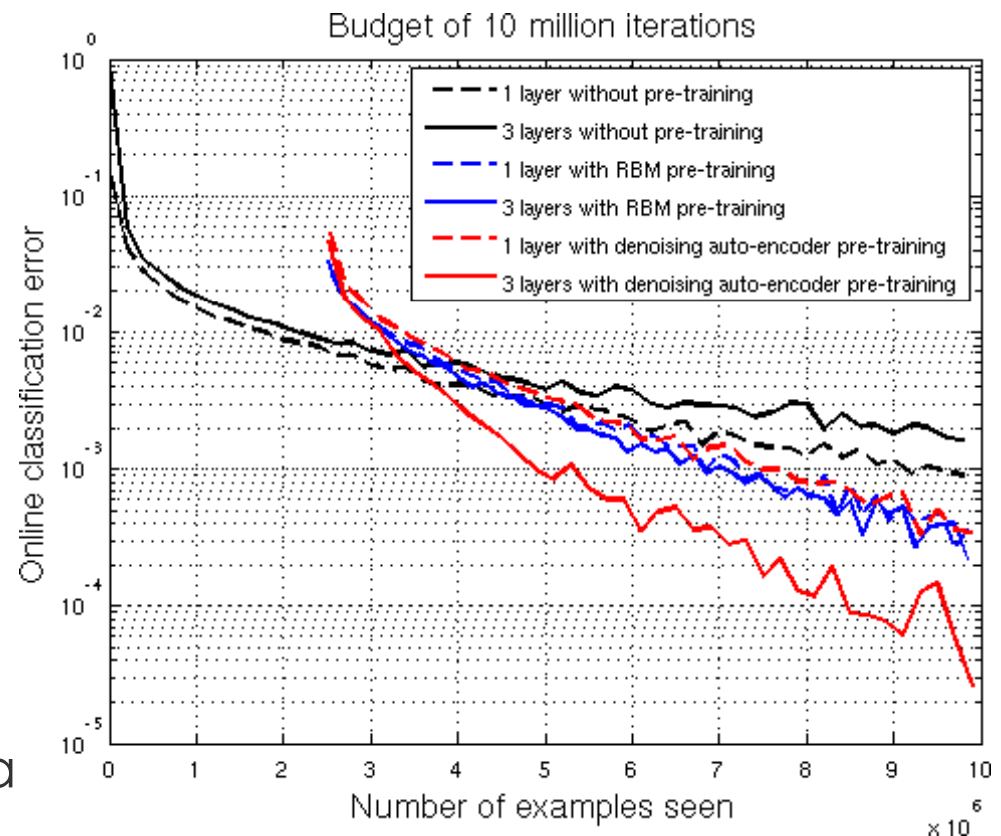 Budget of 10 million iterations
10^0
1 layer without pre-training
3 layers without pre-training
1 layer with RBM pre-training
3 layers with RBM pre-training
1 layer with denoising auto-encoder pre-training
3 layers with denoising auto-encoder pre-training
10^-1
10^-2
10^-3
10^-4
10^-5
Online classification error
a
0 1 2 3 4 5 6 7 8 9 10
Number of examples seen
x 10^6